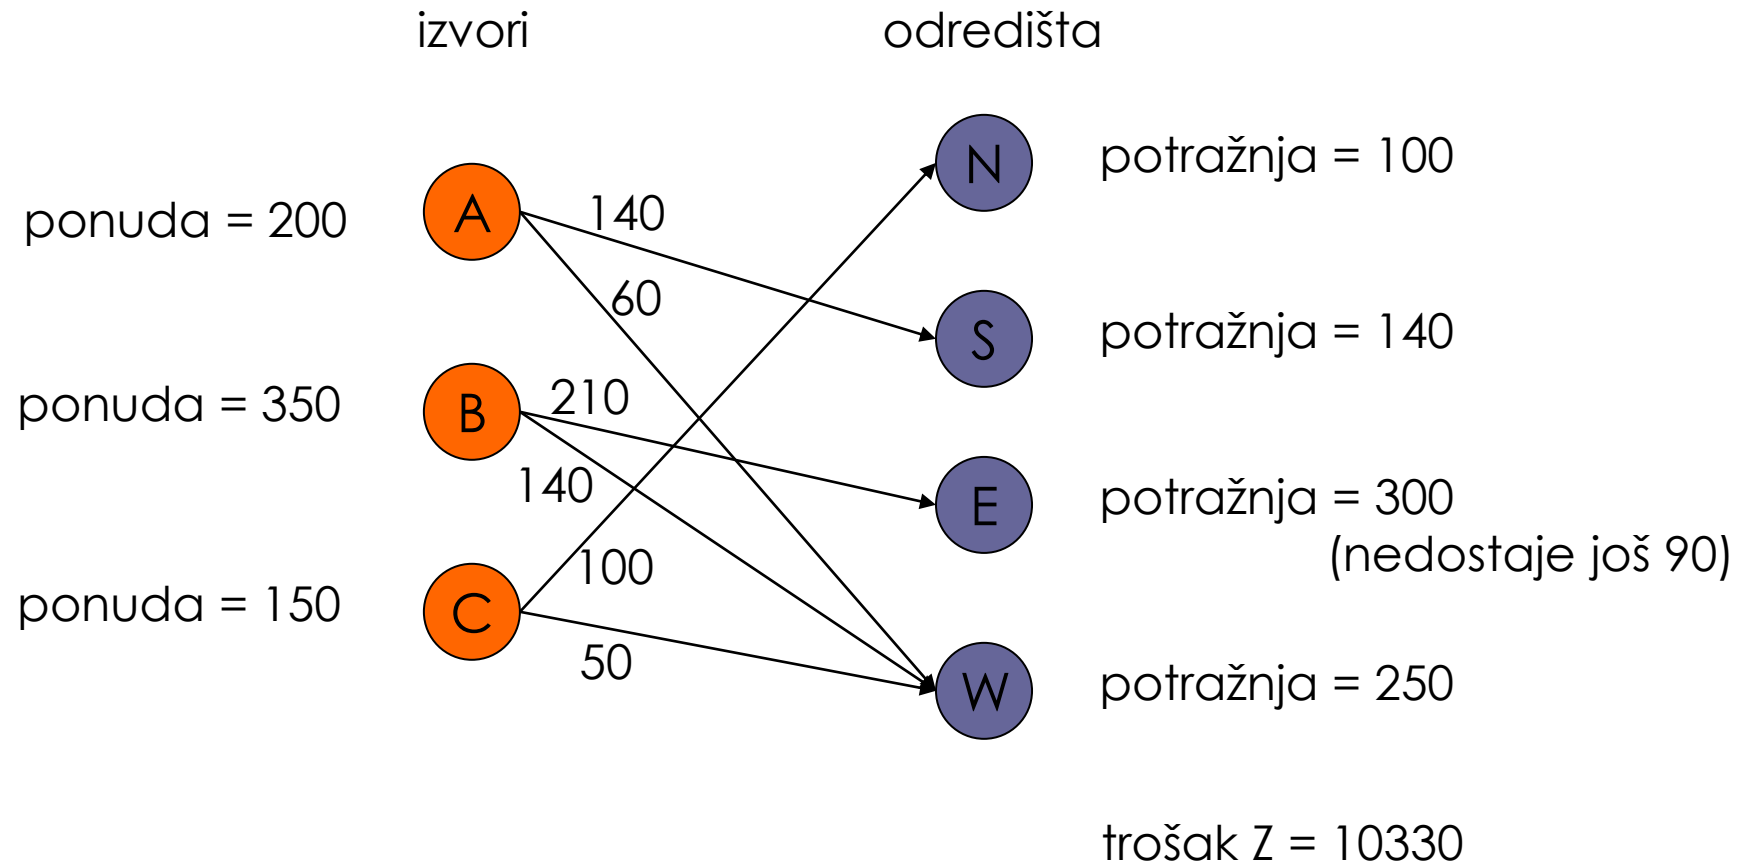 izvori odredišta
N potražnja = 100
ponuda = 200 A 140
60
S potražnja = 140
ponuda = 350 B 210
140
E potražnja = 300
(nedostaje još 90)
100
ponuda = 150 C
50
W potražnja = 250
trošak Z = 10330